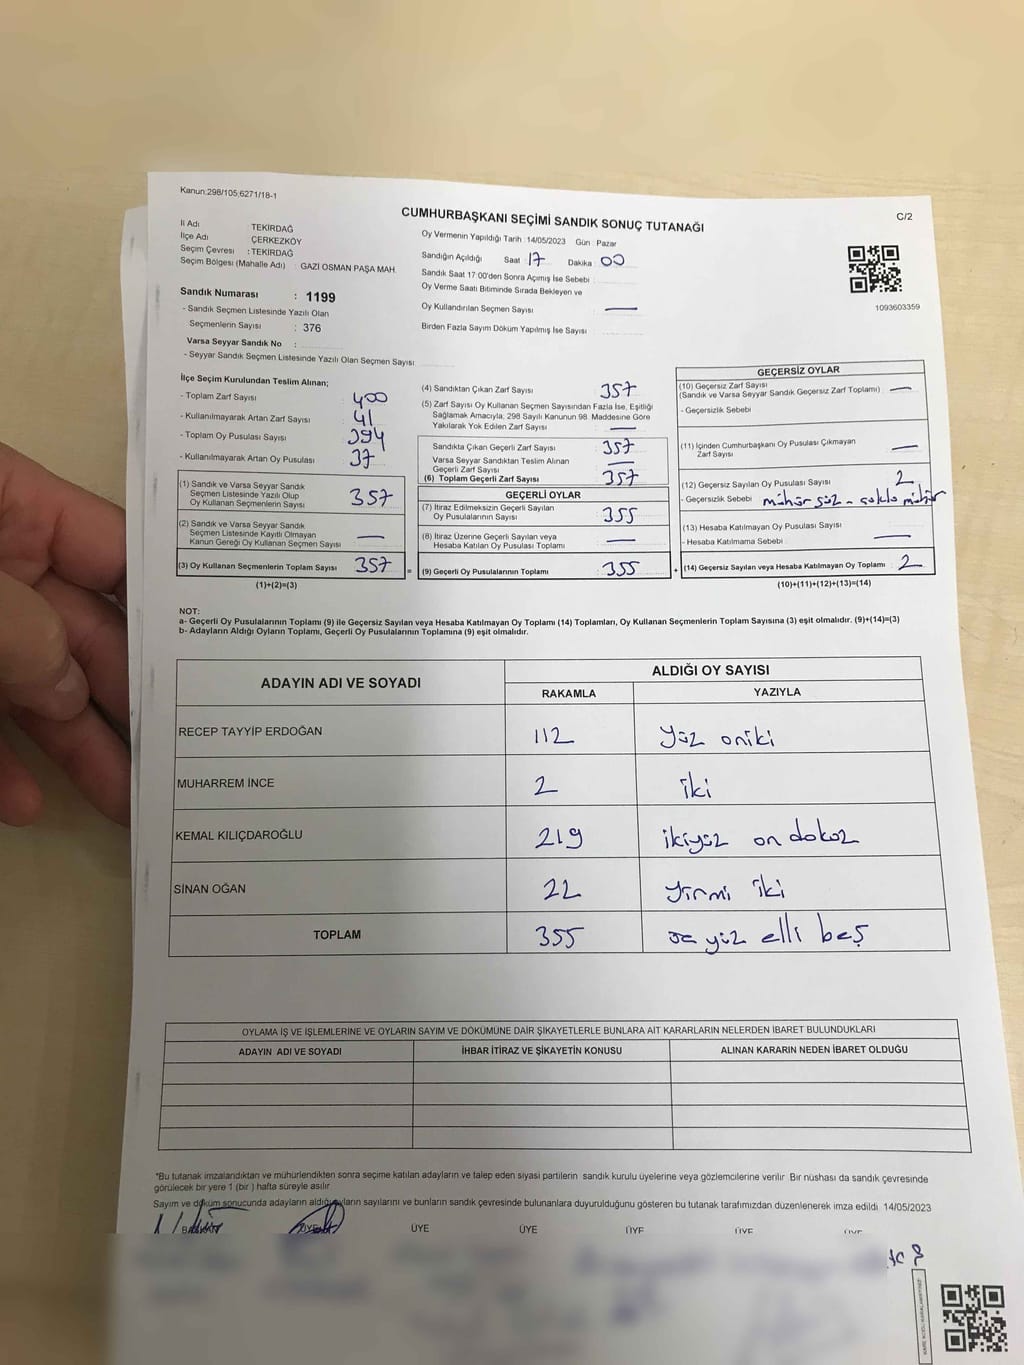 Kanun.298/105.6271/18-1
CUMHURBAŞKANI SEÇİMİ SANDIK SONUÇ TUTANAĞI
C/2
İl Adı TEKİRDAĞ
İlçe Adı ÇERKEZKÖY
Seçim Çevresi : TEKİRDAĞ
Seçim Bölgesi (Mahalle Adı) : GAZİ OSMAN PAŞA MAH.
Sandık Numarası : 1199
- Sandık Seçmen Listesinde Yazılı Olan
Seçmenlerin Sayısı : 376
Varsa Seyyar Sandık No :
- Seyyar Sandık Seçmen Listesinde Yazılı Olan Seçmen Sayısı
Oy Vermenin Yapıldığı Tarih : 14/05/2023 Gün : Pazar
Sandığın Açıldığı Saat : 17 Dakika : 00
Sandık Saat 17:00'den Sonra Açımış İse Sebebi :
Oy Verme Saati Bitiminde Sırada Bekleyen ve
Oy Kullandırılan Seçmen Sayısı : —
Birden Fazla Sayım Döküm Yapılmış İse Sayısı :
1093603359
İlçe Seçim Kurulundan Teslim Alınan;
- Toplam Zarf Sayısı : 400
- Kullanılmayarak Artan Zarf Sayısı : 41
- Toplam Oy Pusulası Sayısı : 394
- Kullanılmayarak Artan Oy Pusulası : 37
(1) Sandık ve Varsa Seyyar Sandık
Seçmen Listesinde Yazılı Olup
Oy Kullanan Seçmenlerin Sayısı : 357
(2) Sandık ve Varsa Seyyar Sandık
Seçmen Listesinde Kayıtlı Olmayan
Kanun Gereği Oy Kullanan Seçmen Sayısı : —
(3) Oy Kullanan Seçmenlerin Toplam Sayısı : 357
(1)+(2)=(3)
(4) Sandıktan Çıkan Zarf Sayısı : 357
(5) Zarf Sayısı Oy Kullanan Seçmen Sayısından Fazla İse, Eşitliği
Sağlamak Amacıyla; 298 Sayılı Kanunun 98. Maddesine Göre
Yakılarak Yok Edilen Zarf Sayısı : —
Sandıkta Çıkan Geçerli Zarf Sayısı : 357
Varsa Seyyar Sandıktan Teslim Alınan
Geçerli Zarf Sayısı : —
(6) Toplam Geçerli Zarf Sayısı : 357
GEÇERLİ OYLAR
(7) İtiraz Edilmeksizin Geçerli Sayılan
Oy Pusulalarının Sayısı : 355
(8) İtiraz Üzerine Geçerli Sayılan veya
Hesaba Katılan Oy Pusulası Toplamı : —
= (9) Geçerli Oy Pusulalarının Toplamı : 355
GEÇERSİZ OYLAR
(10) Geçersiz Zarf Sayısı
(Sandık ve Varsa Seyyar Sandık Geçersiz Zarf Toplamı) : —
- Geçersizlik Sebebi :
(11) İçinden Cumhurbaşkanı Oy Pusulası Çıkmayan
Zarf Sayısı : —
(12) Geçersiz Sayılan Oy Pusulası Sayısı : 2
- Geçersizlik Sebebi : mühürsüz - mühür
(13) Hesaba Katılmayan Oy Pusulası Sayısı :
- Hesaba Katılmama Sebebi : —
+ (14) Geçersiz Sayılan veya Hesaba Katılmayan Oy Toplamı : 2
(10)+(11)+(12)+(13)=(14)
NOT:
a- Geçerli Oy Pusulalarının Toplamı (9) ile Geçersiz Sayılan veya Hesaba Katılmayan Oy Toplamı (14) Toplamları, Oy Kullanan Seçmenlerin Toplam Sayısına (3) eşit olmalıdır. (9)+(14)=(3)
b- Adayların Aldığı Oyların Toplamı, Geçerli Oy Pusulalarının Toplamına (9) eşit olmalıdır.
ADAYIN ADI VE SOYADI ALDIĞI OY SAYISI
RAKAMLA YAZIYLA
RECEP TAYYİP ERDOĞAN 112 yüz oniki
MUHARREM İNCE 2 iki
KEMAL KILIÇDAROĞLU 219 ikiyüz on dokuz
SİNAN OĞAN 22 yirmi iki
TOPLAM 355 üç yüz elli beş
OYLAMA İŞ VE İŞLEMLERİNE VE OYLARIN SAYIM VE DÖKÜMÜNE DAİR ŞİKAYETLERLE BUNLARA AİT KARARLARIN NELERDEN İBARET BULUNDUKLARI
ADAYIN ADI VE SOYADI İHBAR İTİRAZ VE ŞİKAYETİN KONUSU ALINAN KARARIN NEDEN İBARET OLDUĞU
*Bu tutanak imzalandıktan ve mühürlendikten sonra seçime katılan adayların ve talep eden siyasi partilerin sandık kurulu üyelerine veya gözlemcilerine verilir. Bir nüshası da sandık çevresinde
görülecek bir yere 1 (bir) hafta süreyle asılır.
Sayım ve döküm sonucunda adayların aldığı oyların sayılarını ve bunların sandık çevresinde bulunanlara duyurulduğunu gösteren bu tutanak tarafımızdan düzenlenerek imza edildi. 14/05/2023
BAŞKAN ÜYE ÜYE ÜYE ÜYE ÜYE ÜYE